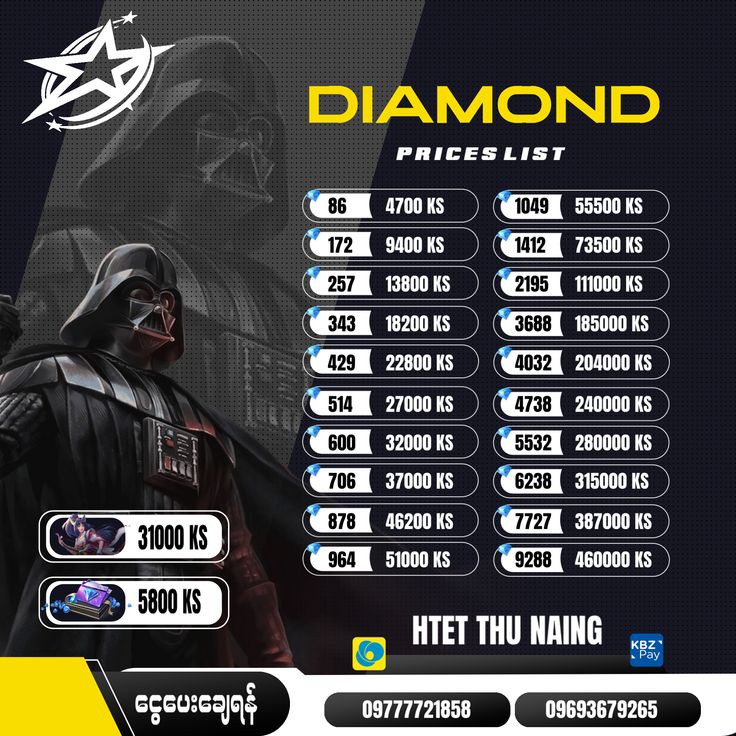 DIAMOND
PRICES LIST
86 4700 KS
172 9400 KS
257 13800 KS
343 18200 KS
429 22800 KS
514 27000 KS
600 32000 KS
706 37000 KS
878 46200 KS
964 51000 KS
1049 55500 KS
1412 73500 KS
2195 111000 KS
3688 185000 KS
4032 204000 KS
4738 240000 KS
5532 280000 KS
6238 315000 KS
7727 387000 KS
9288 460000 KS
31000 KS
5800 KS
HTET THU NAING
KBZ
Pay
ငွေပေးချေရန်
09777721858
09693679265